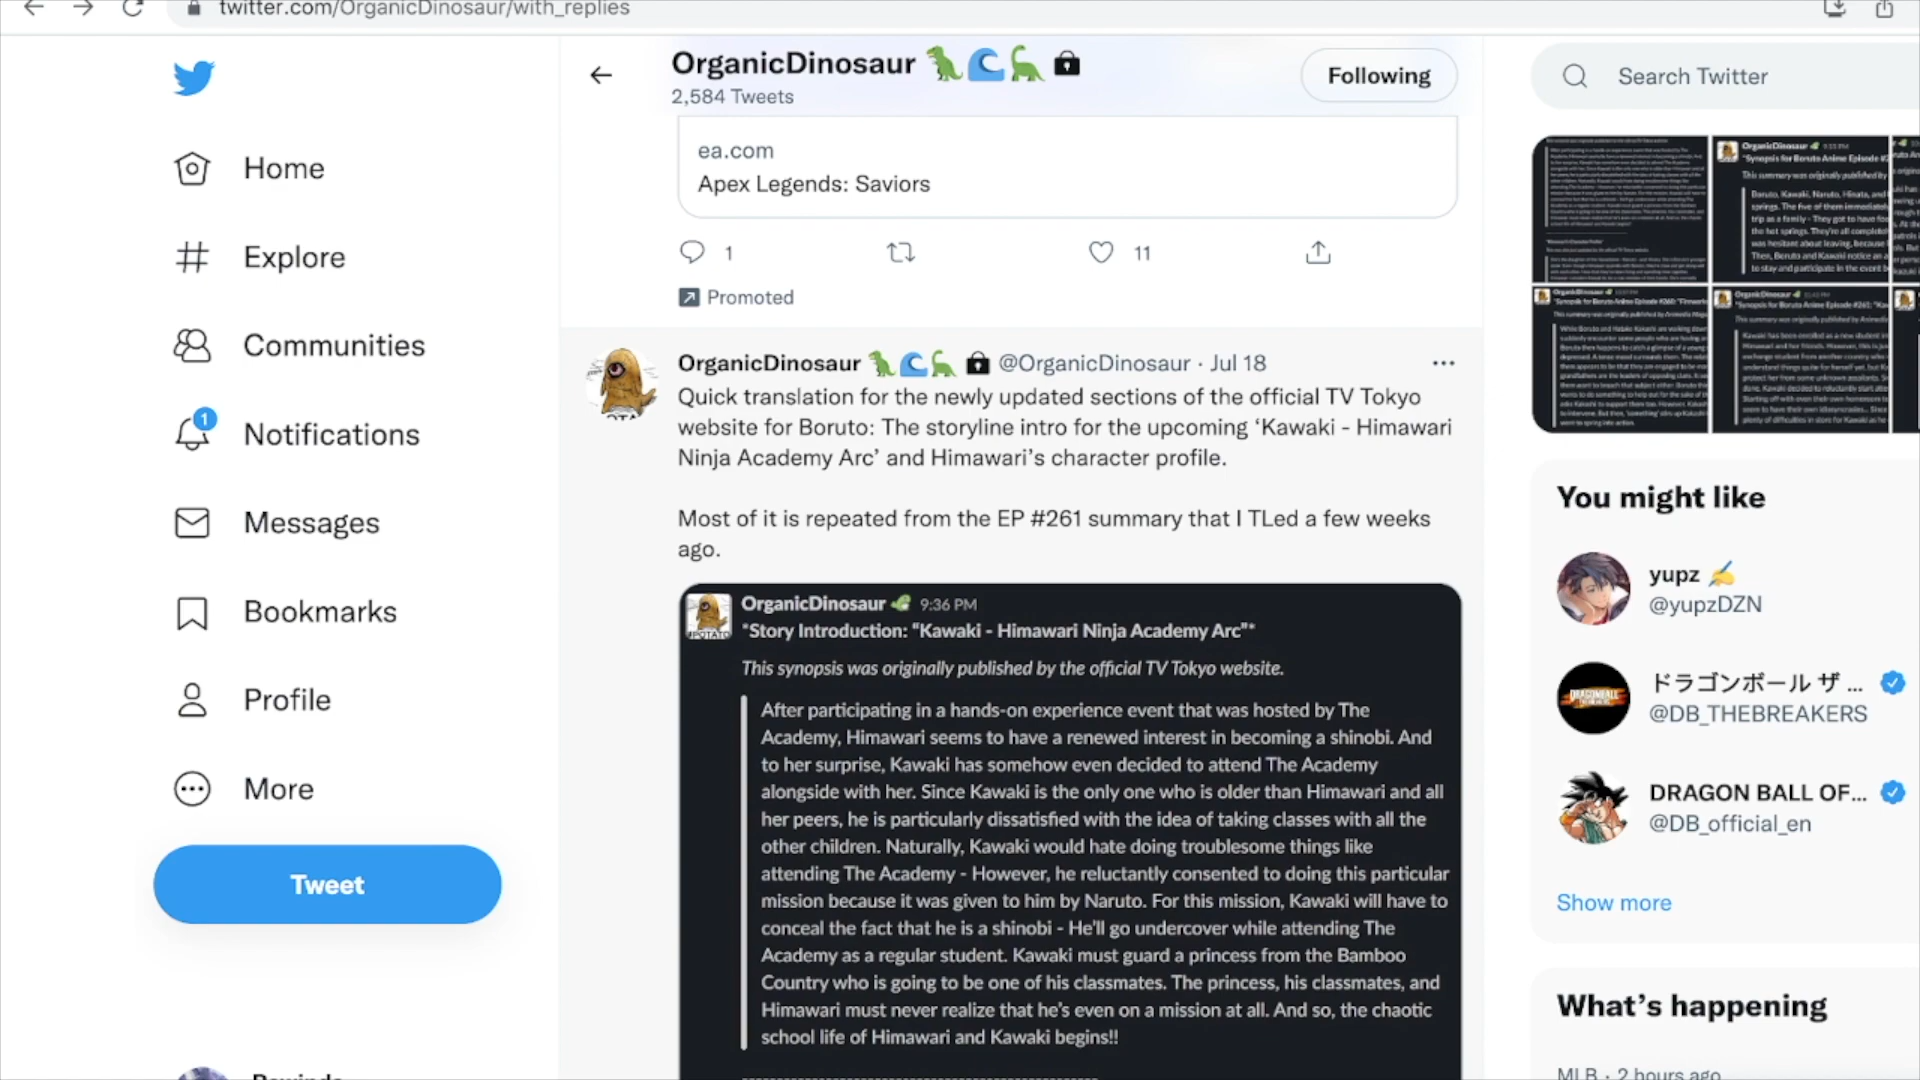 twitter.com/OrganicDinosaur/with_replies
OrganicDinosaur 🦖🌊🦕 🔒
2,584 Tweets
Following
Search Twitter
Home
Explore
Communities
1
Notifications
Messages
Bookmarks
Profile
More
Tweet
ea.com
Apex Legends: Saviors
1
11
Promoted
OrganicDinosaur 🦖🌊🦕 🔒 @OrganicDinosaur · Jul 18
Quick translation for the newly updated sections of the official TV Tokyo
website for Boruto: The storyline intro for the upcoming ‘Kawaki - Himawari
Ninja Academy Arc’ and Himawari’s character profile.
Most of it is repeated from the EP #261 summary that I TLed a few weeks
ago.
OrganicDinosaur 9:36 PM
*Story Introduction: “Kawaki - Himawari Ninja Academy Arc”*
This synopsis was originally published by the official TV Tokyo website.
After participating in a hands-on experience event that was hosted by The
Academy, Himawari seems to have a renewed interest in becoming a shinobi. And
to her surprise, Kawaki has somehow even decided to attend The Academy
alongside with her. Since Kawaki is the only one who is older than Himawari and all
her peers, he is particularly dissatisfied with the idea of taking classes with all the
other children. Naturally, Kawaki would hate doing troublesome things like
attending The Academy - However, he reluctantly consented to doing this particular
mission because it was given to him by Naruto. For this mission, Kawaki will have to
conceal the fact that he is a shinobi - He'll go undercover while attending The
Academy as a regular student. Kawaki must guard a princess from the Bamboo
Country who is going to be one of his classmates. The princess, his classmates, and
Himawari must never realize that he's even on a mission at all. And so, the chaotic
school life of Himawari and Kawaki begins!!
You might like
yupz ✍️
@yupzDZN
ドラゴンボール ザ ...
@DB_THEBREAKERS
DRAGON BALL OF...
@DB_official_en
Show more
What’s happening
MLB · 2 hours ago